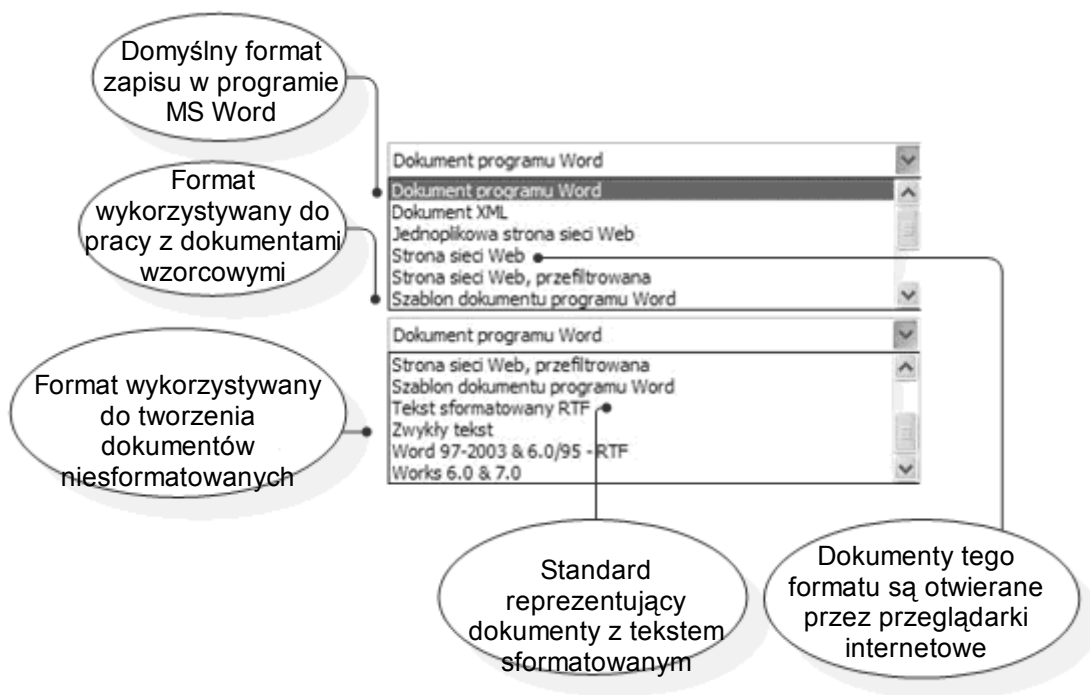 Domyślny format
zapisu w programie
MS Word
Format
wykorzystywany do
pracy z dokumentami
wzorcowymi
Format wykorzystywany
do tworzenia
dokumentów
niesformatowanych
Dokument programu Word
Dokument programu Word
Dokument XML
Jednoplikowa strona sieci Web
Strona sieci Web
Strona sieci Web, przefiltrowana
Szablon dokumentu programu Word
Dokument programu Word
Strona sieci Web, przefiltrowana
Szablon dokumentu programu Word
Tekst sformatowany RTF
Zwykły tekst
Word 97-2003 & 6.0/95 - RTF
Works 6.0 & 7.0
Standard
reprezentujący
dokumenty z tekstem
sformatowanym
Dokumenty tego
formatu są otwierane
przez przeglądarki
internetowe